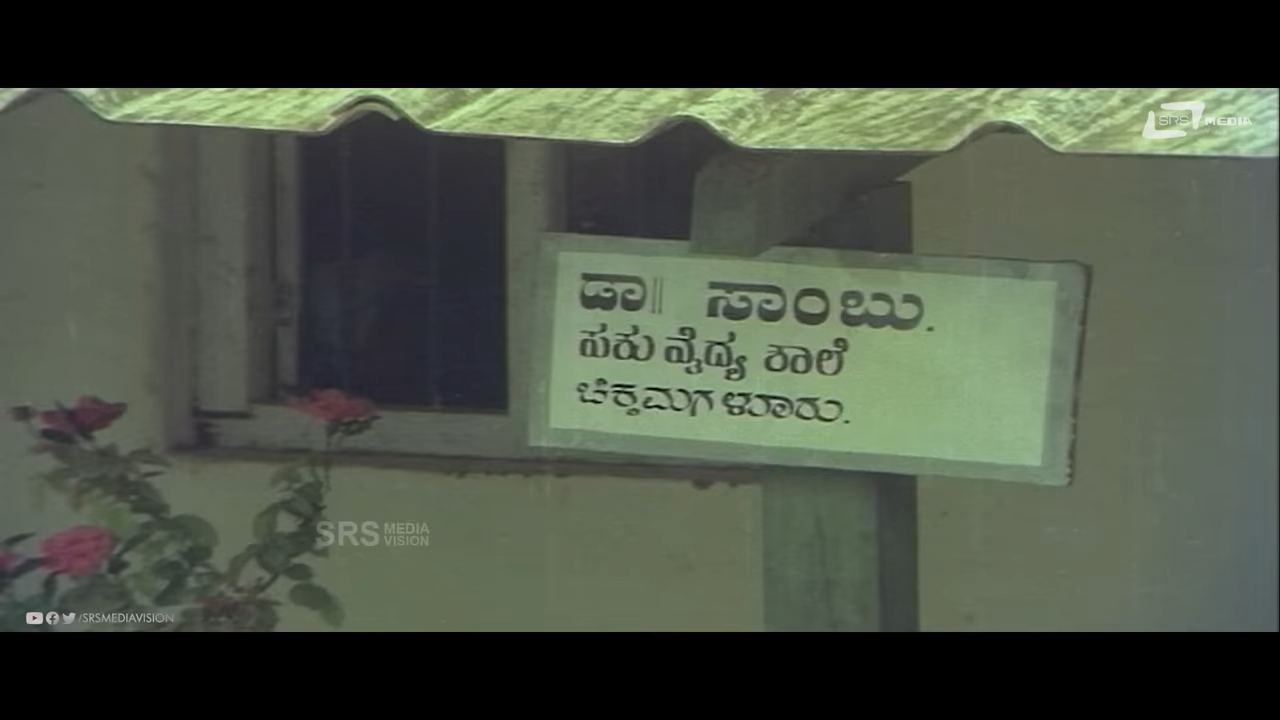 SRS MEDIA
ಡಾ|| ಸಾಂಬು.
ಪಶು ವೈದ್ಯ ಶಾಲೆ
ಚಿಕ್ಕಮಗಳೂರು.
SRS MEDIA VISION
/SRSMEDIAVISION